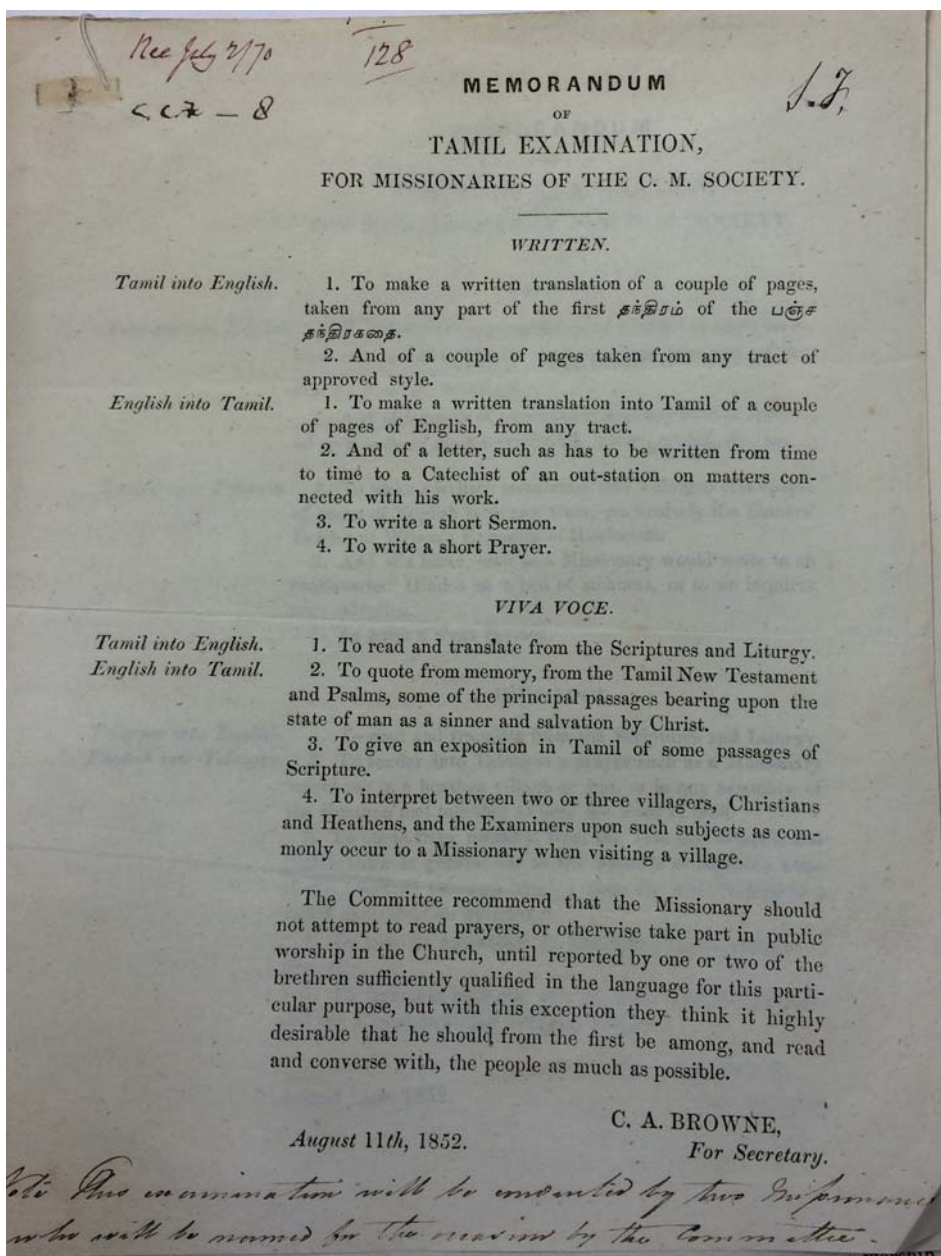 Rec July 2/70
128
C.C.7 — 8
MEMORANDUM
OF
TAMIL EXAMINATION,
FOR MISSIONARIES OF THE C. M. SOCIETY.
WRITTEN.
Tamil into English. 1. To make a written translation of a couple of pages,
taken from any part of the first தந்திரம் of the பஞ்ச
தந்திரகதை.
2. And of a couple of pages taken from any tract of
approved style.
English into Tamil. 1. To make a written translation into Tamil of a couple
of pages of English, from any tract.
2. And of a letter, such as has to be written from time
to time to a Catechist of an out-station on matters con-
nected with his work.
3. To write a short Sermon.
4. To write a short Prayer.
VIVA VOCE.
Tamil into English. 1. To read and translate from the Scriptures and Liturgy.
English into Tamil. 2. To quote from memory, from the Tamil New Testament
and Psalms, some of the principal passages bearing upon the
state of man as a sinner and salvation by Christ.
3. To give an exposition in Tamil of some passages of
Scripture.
4. To interpret between two or three villagers, Christians
and Heathens, and the Examiners upon such subjects as com-
monly occur to a Missionary when visiting a village.
The Committee recommend that the Missionary should
not attempt to read prayers, or otherwise take part in public
worship in the Church, until reported by one or two of the
brethren sufficiently qualified in the language for this parti-
cular purpose, but with this exception they think it highly
desirable that he should from the first be among, and read
and converse with, the people as much as possible.
C. A. BROWNE,
August 11th, 1852.
For Secretary.
This examination will be conducted by two Missionaries
who will be named for the occasion by the Committee.